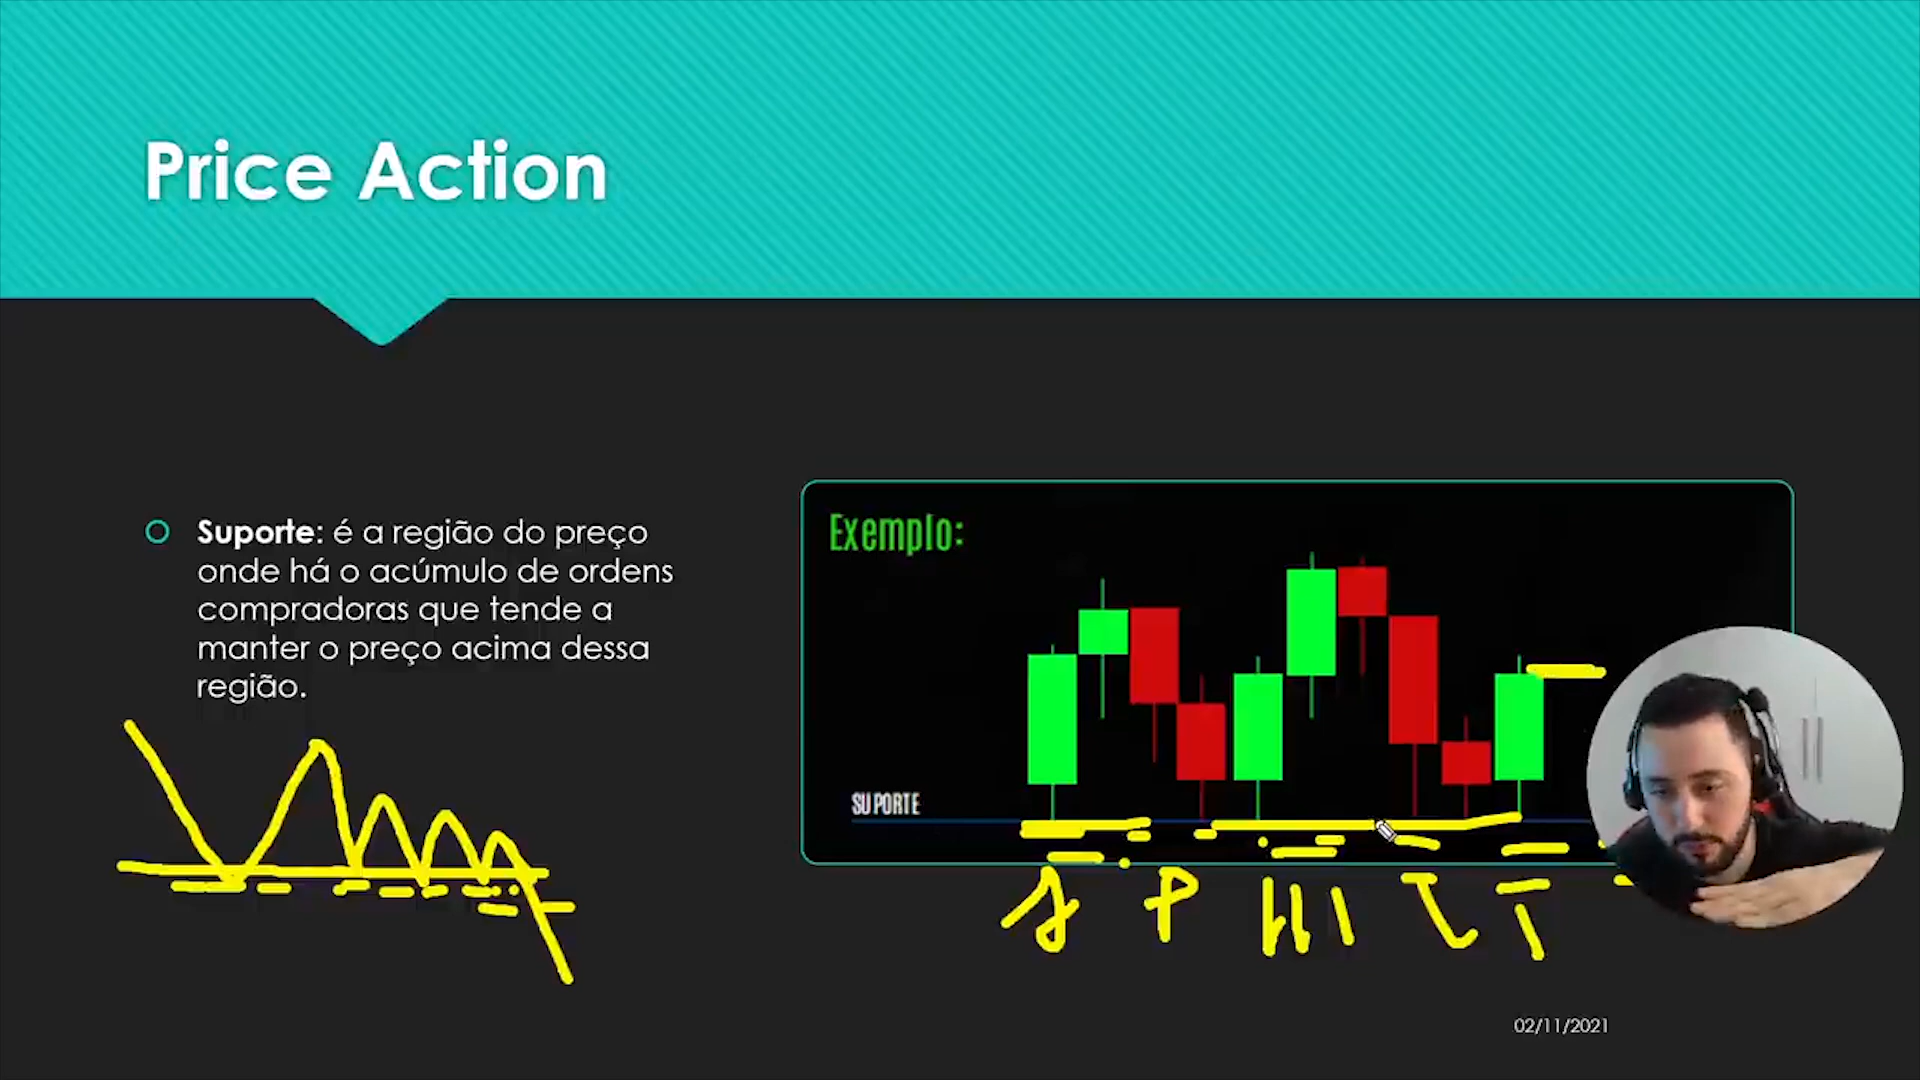 Price Action
Suporte: é a região do preço
onde há o acúmulo de ordens
compradoras que tende a
manter o preço acima dessa
região.
Exemplo:
SUPORTE
02/11/2021